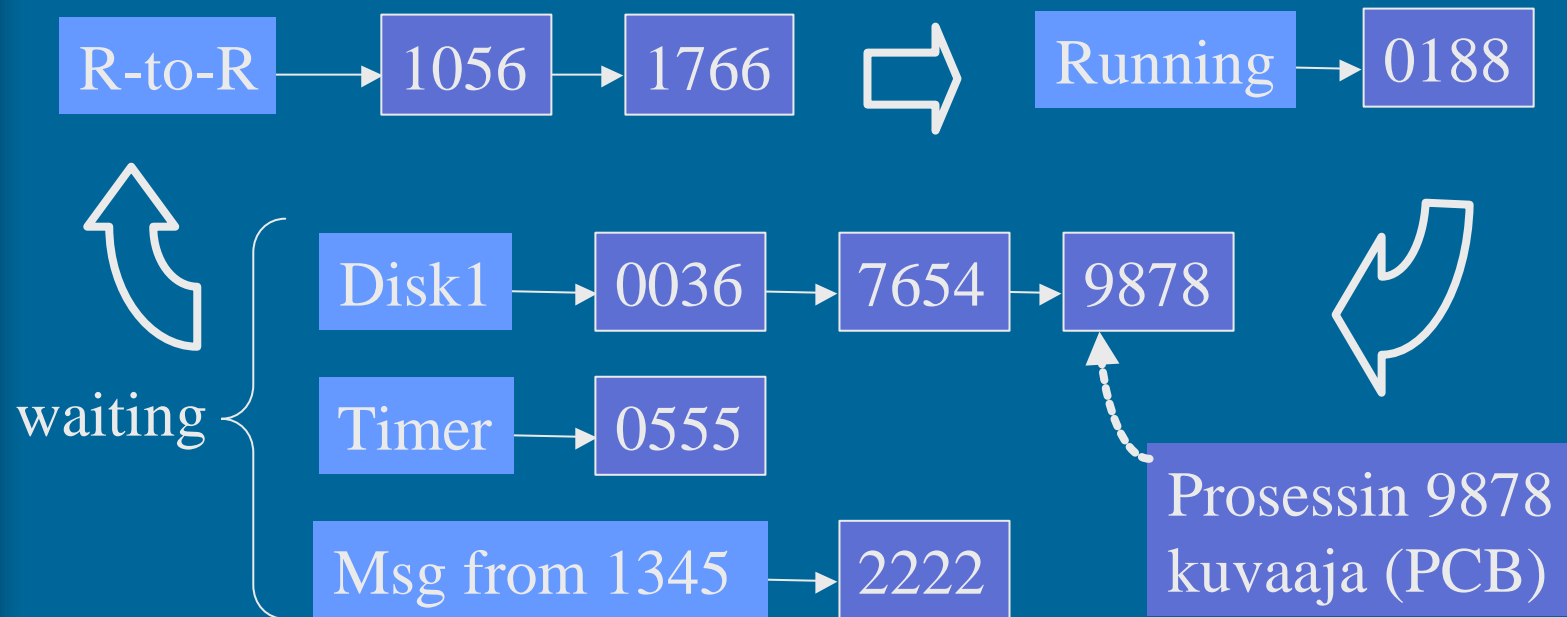 R-to-R 1056 1766 Running 0188
Disk1 0036 7654 9878
waiting Timer 0555
Prosessin 9878
kuvaaja (PCB)
Msg from 1345 2222